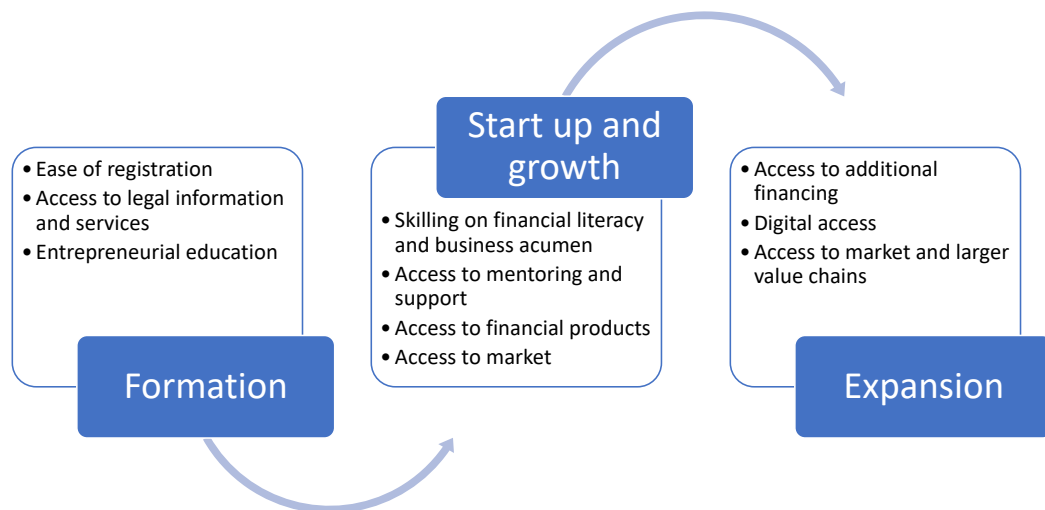 • Ease of registration
• Access to legal information
and services
• Entrepreneurial education
Formation
Start up and
growth
• Skilling on financial literacy
and business acumen
• Access to mentoring and
support
• Access to financial products
• Access to market
• Access to additional
financing
• Digital access
• Access to market and larger
value chains
Expansion